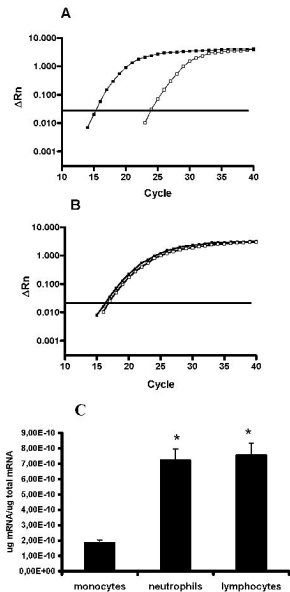 A
10.000
1.000
0.010
0.001
ΔRn
10 15 20 25 30 35 40
Cycle
B
10.000
1.000
0.100
0.010
0.001
ΔRn
10 15 20 25 30 35 40
Cycle
C
9,00E-10
8,00E-10
7,00E-10
6,00E-10
5,00E-10
4,00E-10
3,00E-10
2,00E-10
1,00E-10
0,00E+00
ug mRNA/ug total mRNA
* *
monocytes neutrophils lymphocytes